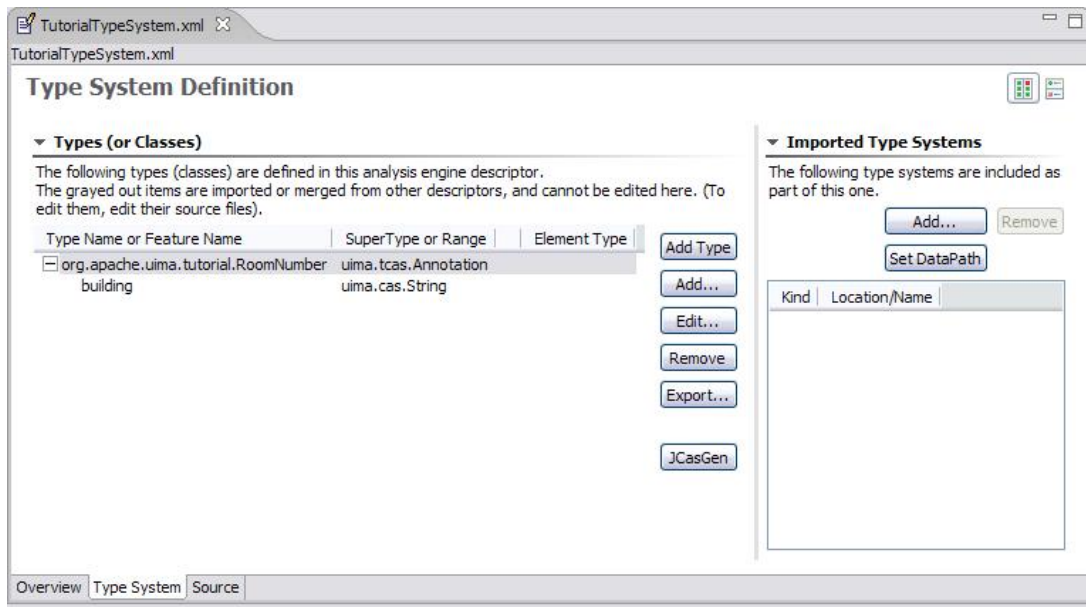 TutorialTypeSystem.xml
TutorialTypeSystem.xml
Type System Definition
Types (or Classes)
The following types (classes) are defined in this analysis engine descriptor.
The grayed out items are imported or merged from other descriptors, and cannot be edited here. (To
edit them, edit their source files).
Type Name or Feature Name SuperType or Range Element Type
org.apache.uima.tutorial.RoomNumber uima.tcas.Annotation
building uima.cas.String
Add Type
Add...
Edit...
Remove
Export...
JCasGen
Imported Type Systems
The following type systems are included as
part of this one.
Add... Remove
Set DataPath
Kind Location/Name
Overview Type System Source